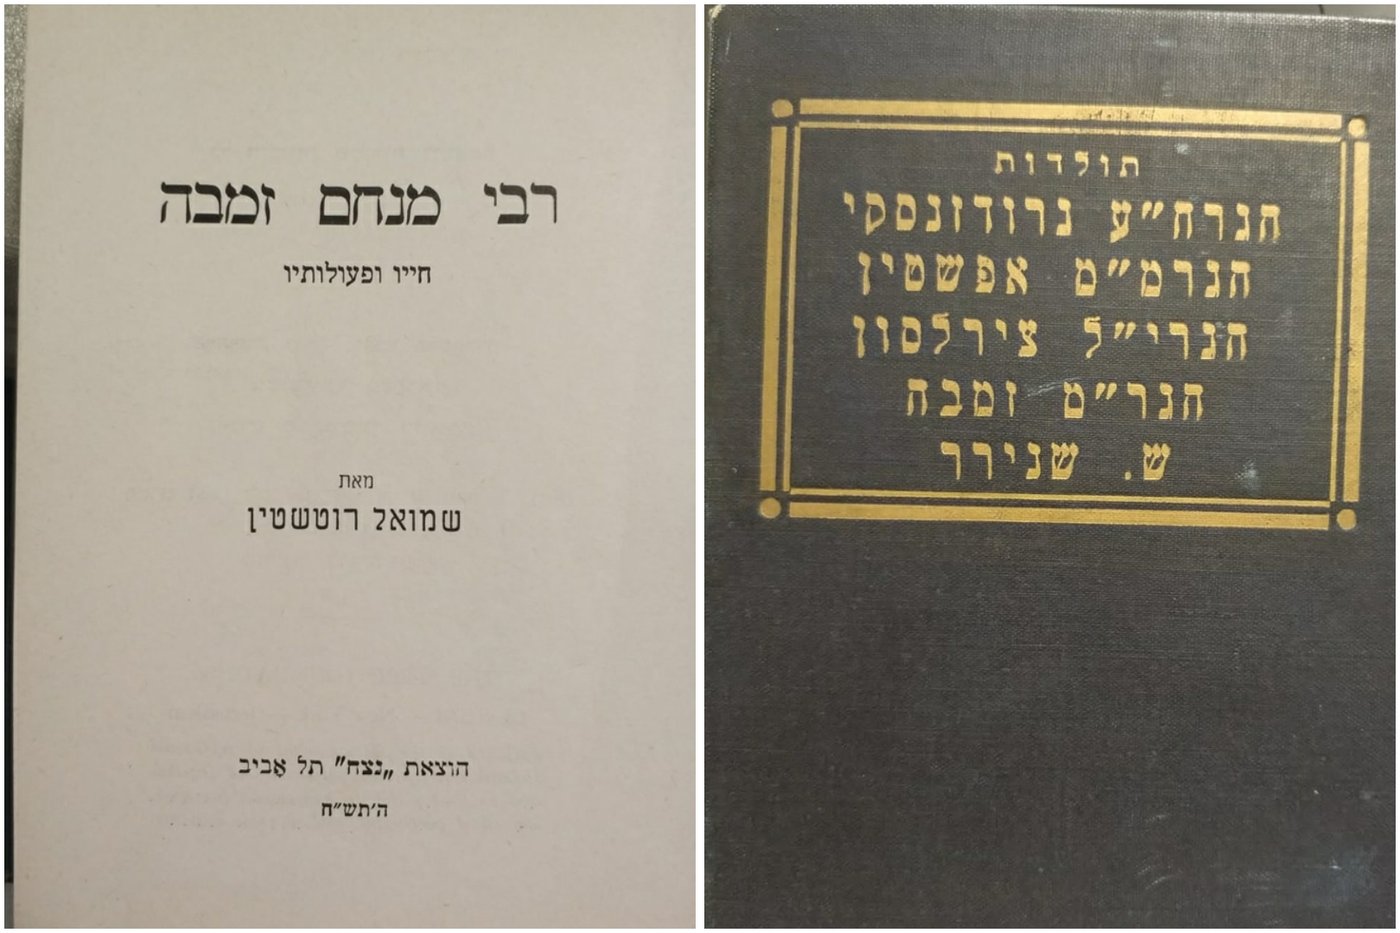 רבי מנחם זמבה
חייו ופעולותיו
מאת
שמואל רוטשטין
הוצאת „נצח” תל אָביב
ה׳תש״ח
תולדות
הגרח״ע גרודזנסקי
הגרמ״מ אפשטין
הגרי״ל צירלסון
הגר״מ זמבה
ש. שנירר